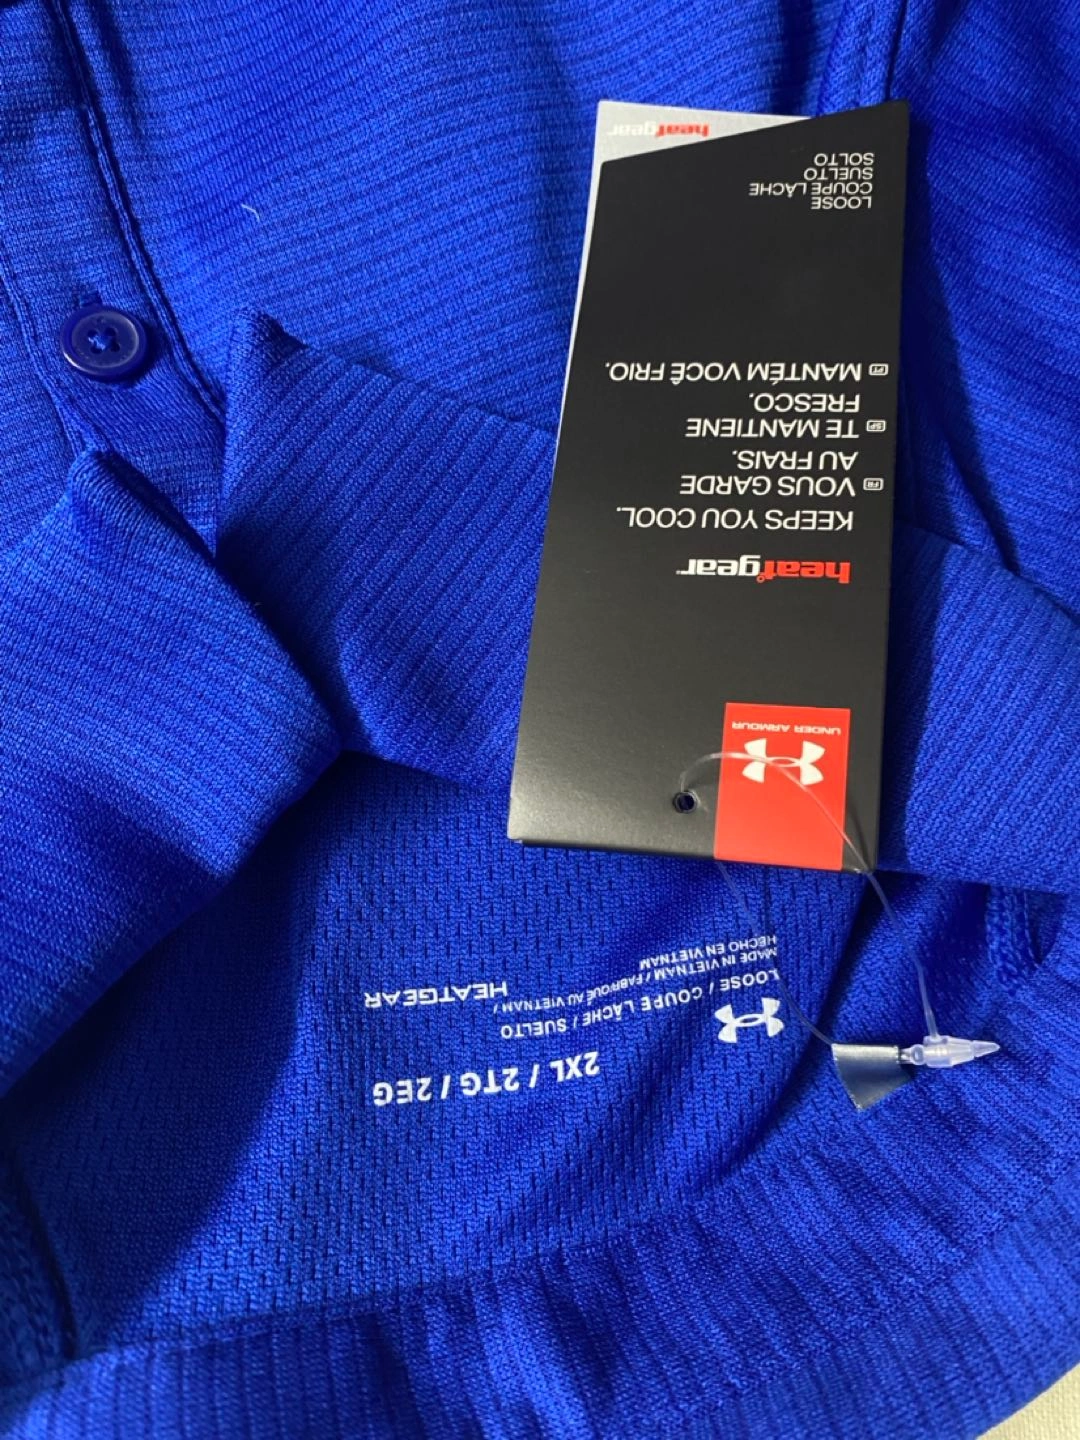 UNDER ARMOUR
heatgear
KEEPS YOU COOL.
FR VOUS GARDE
AU FRAIS.
SP TE MANTIENE
FRESCO.
PT MANTÉM VOCÊ FRIO.
LOOSE
COUPE LÂCHE
SUELTO
SOLTO
heatgear
2XL / 2TG / 2EG
LOOSE / COUPE LÂCHE / SUELTO
HEATGEAR
MADE IN VIETNAM / FABRIQUÉ AU VIETNAM /
HECHO EN VIETNAM